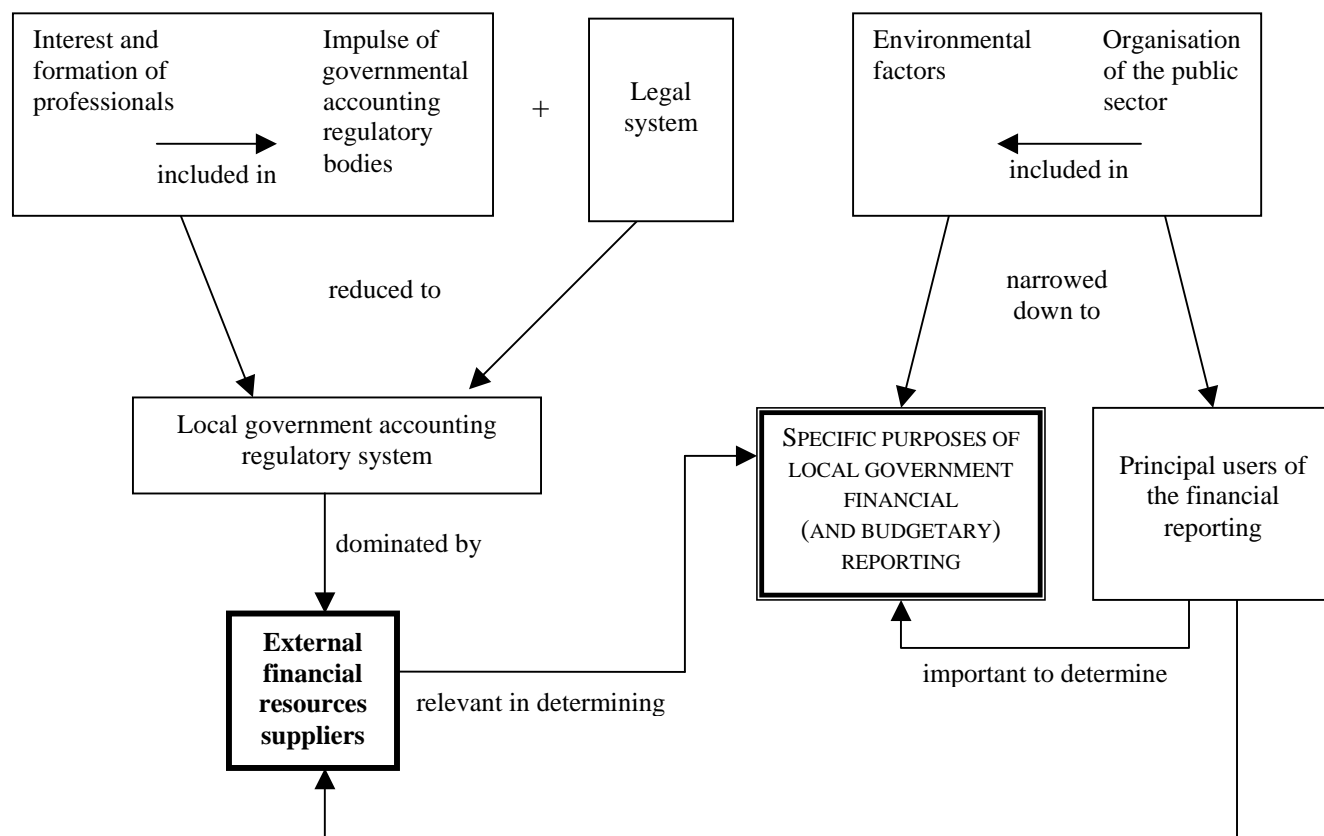 Interest and
formation of
professionals
Impulse of
governmental
accounting
regulatory
bodies
included in
+
Legal
system
Environmental
factors
Organisation
of the public
sector
included in
reduced to
narrowed
down to
Local government accounting
regulatory system
SPECIFIC PURPOSES OF
LOCAL GOVERNMENT
FINANCIAL
(AND BUDGETARY)
REPORTING
Principal users of
the financial
reporting
dominated by
External
financial
resources
suppliers
relevant in determining
important to determine